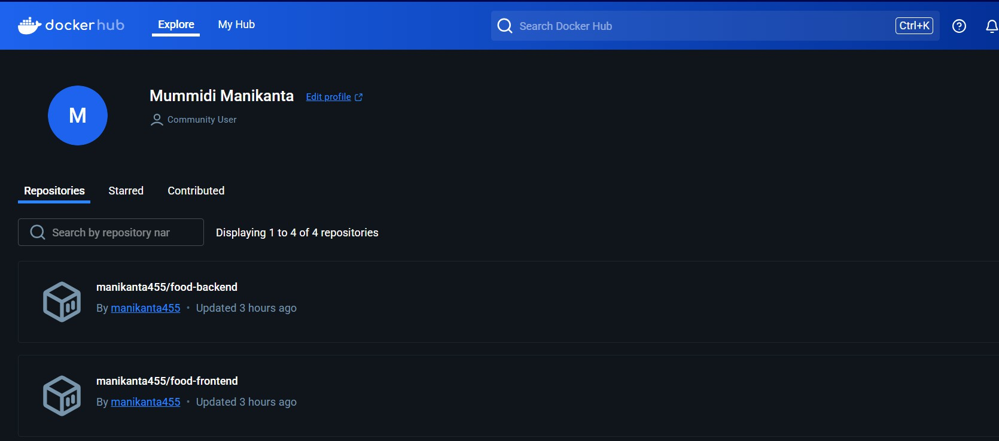 dockerhub Explore My Hub Search Docker Hub Ctrl+K
Mummidi Manikanta Edit profile
M
Community User
Repositories Starred Contributed
Search by repository nar Displaying 1 to 4 of 4 repositories
manikanta455/food-backend
By manikanta455 • Updated 3 hours ago
manikanta455/food-frontend
By manikanta455 • Updated 3 hours ago